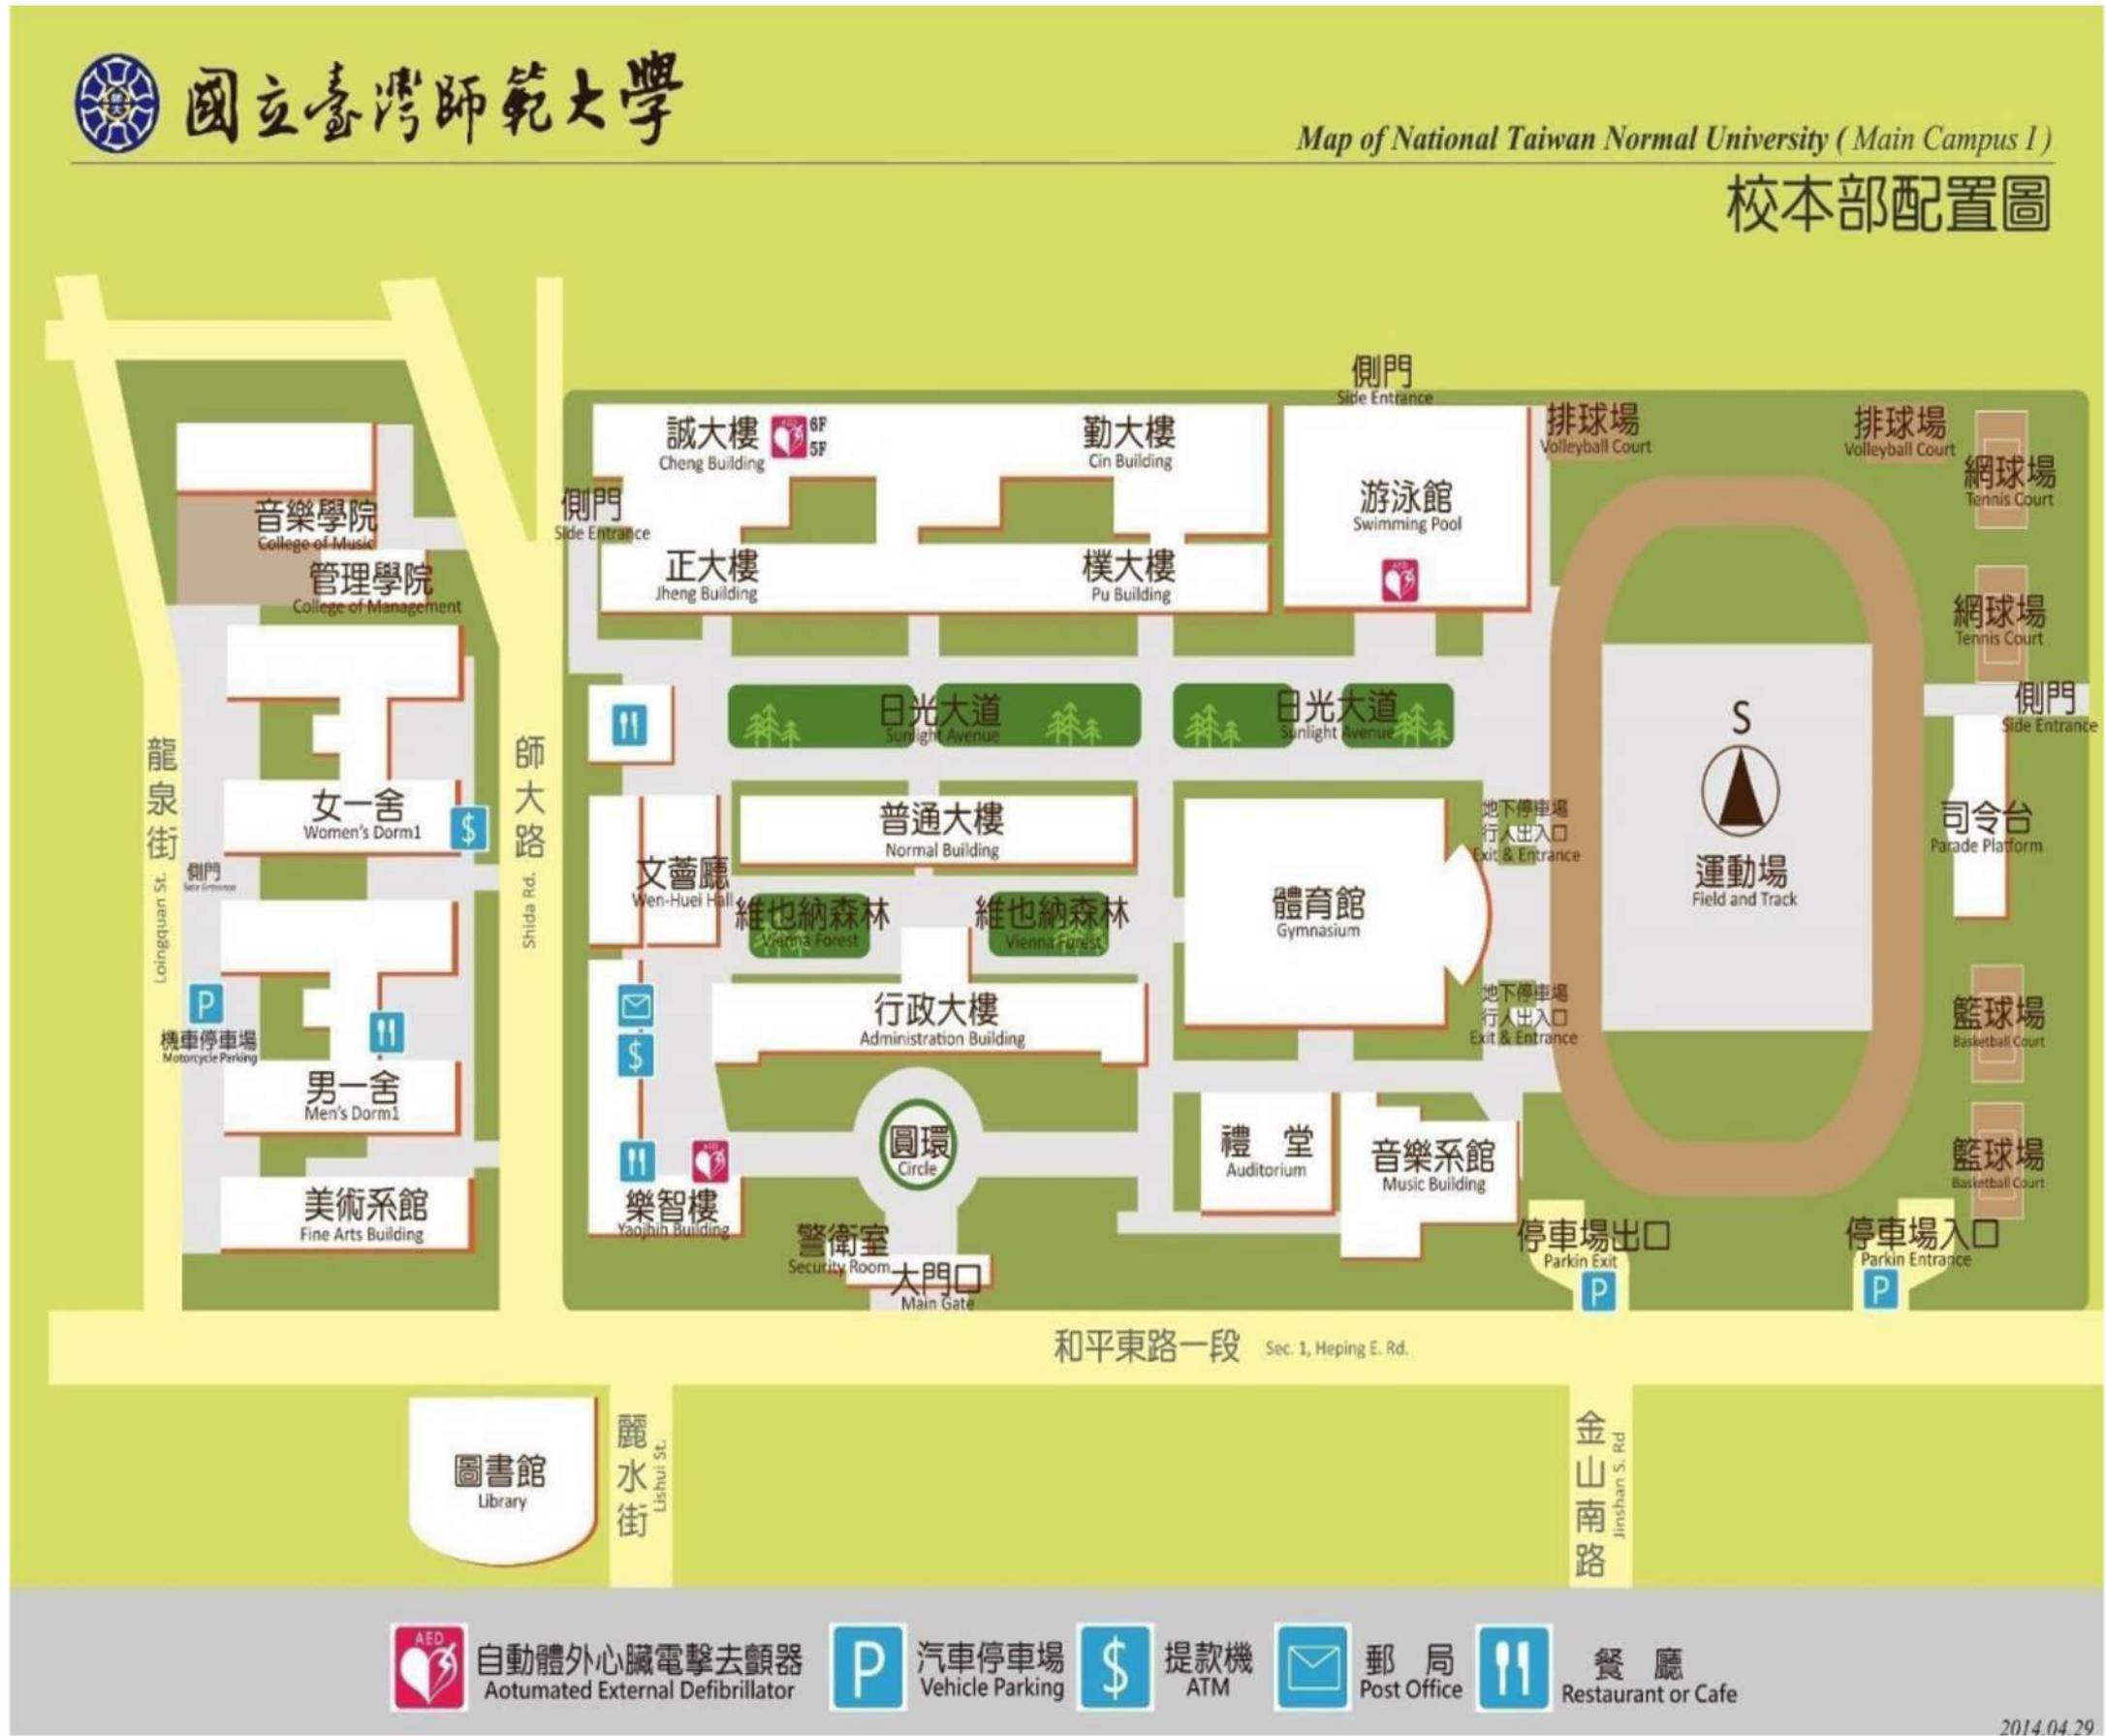 國立臺灣師範大學
Map of National Taiwan Normal University ( Main Campus I )
校本部配置圖
側門
Side Entrance
誠大樓
Cheng Building
AED
6F
5F
勤大樓
Cin Building
排球場
Volleyball Court
排球場
Volleyball Court
網球場
Tennis Court
音樂學院
College of Music
側門
Side Entrance
游泳館
Swimming Pool
AED
管理學院
College of Management
正大樓
Jheng Building
樸大樓
Pu Building
網球場
Tennis Court
日光大道
Sunlight Avenue
日光大道
Sunlight Avenue
S
側門
Side Entrance
龍泉街
Loingquan St.
師大路
Shida Rd.
女一舍
Women's Dorm1
$
普通大樓
Normal Building
地下停車場
行人出入口
Exit & Entrance
運動場
Field and Track
司令台
Parade Platform
側門
Side Entrance
文薈廳
Wen-Huei Hall
維也納森林
Vienna Forest
維也納森林
Vienna Forest
體育館
Gymnasium
P
機車停車場
Motorcycle Parking
行政大樓
Administration Building
地下停車場
行人出入口
Exit & Entrance
籃球場
Basketball Court
$
男一舍
Men's Dorm1
圓環
Circle
禮 堂
Auditorium
音樂系館
Music Building
籃球場
Basketball Court
AED
美術系館
Fine Arts Building
樂智樓
Yaojhih Building
警衛室
Security Room
大門口
Main Gate
停車場出口
Parkin Exit
P
停車場入口
Parkin Entrance
P
和平東路一段 Sec. 1, Heping E. Rd.
圖書館
Library
麗水街
Lishui St.
金山南路
Jinshan S. Rd
AED
自動體外心臟電擊去顫器
Aotumated External Defibrillator
P
汽車停車場
Vehicle Parking
$
提款機
ATM
郵 局
Post Office
餐 廳
Restaurant or Cafe
2014.04.29